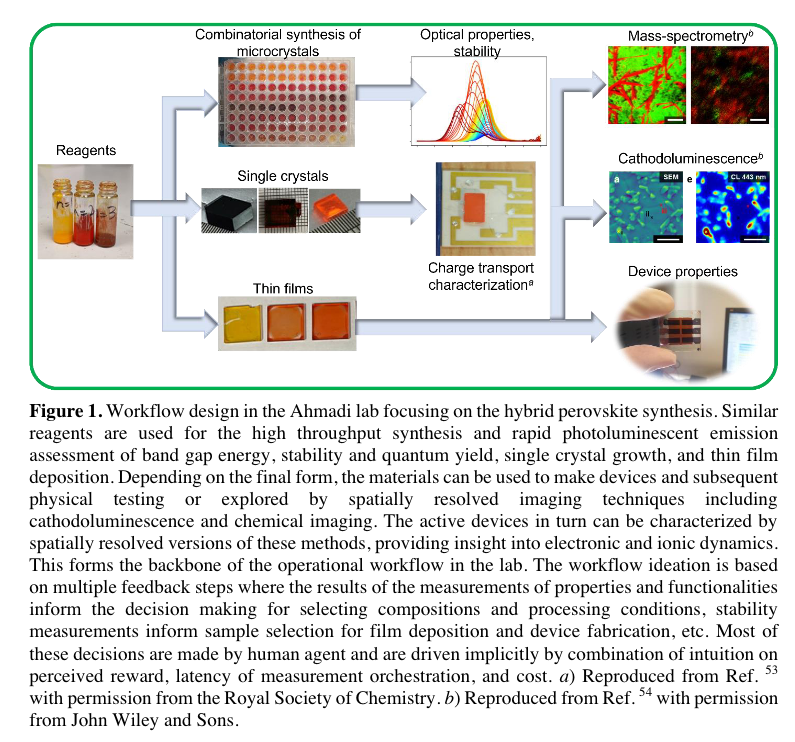 Combinatorial synthesis of
microcrystals
Optical properties,
stability
Mass-spectrometryᵇ
Reagents
Single crystals
Cathodoluminescenceᵇ
a
SEM
e
CL 443 nm
Charge transport
characterizationᵃ
Device properties
Thin films
Figure 1. Workflow design in the Ahmadi lab focusing on the hybrid perovskite synthesis. Similar
reagents are used for the high throughput synthesis and rapid photoluminescent emission
assessment of band gap energy, stability and quantum yield, single crystal growth, and thin film
deposition. Depending on the final form, the materials can be used to make devices and subsequent
physical testing or explored by spatially resolved imaging techniques including
cathodoluminescence and chemical imaging. The active devices in turn can be characterized by
spatially resolved versions of these methods, providing insight into electronic and ionic dynamics.
This forms the backbone of the operational workflow in the lab. The workflow ideation is based
on multiple feedback steps where the results of the measurements of properties and functionalities
inform the decision making for selecting compositions and processing conditions, stability
measurements inform sample selection for film deposition and device fabrication, etc. Most of
these decisions are made by human agent and are driven implicitly by combination of intuition on
perceived reward, latency of measurement orchestration, and cost. a) Reproduced from Ref. ⁵³
with permission from the Royal Society of Chemistry. b) Reproduced from Ref. ⁵⁴ with permission
from John Wiley and Sons.